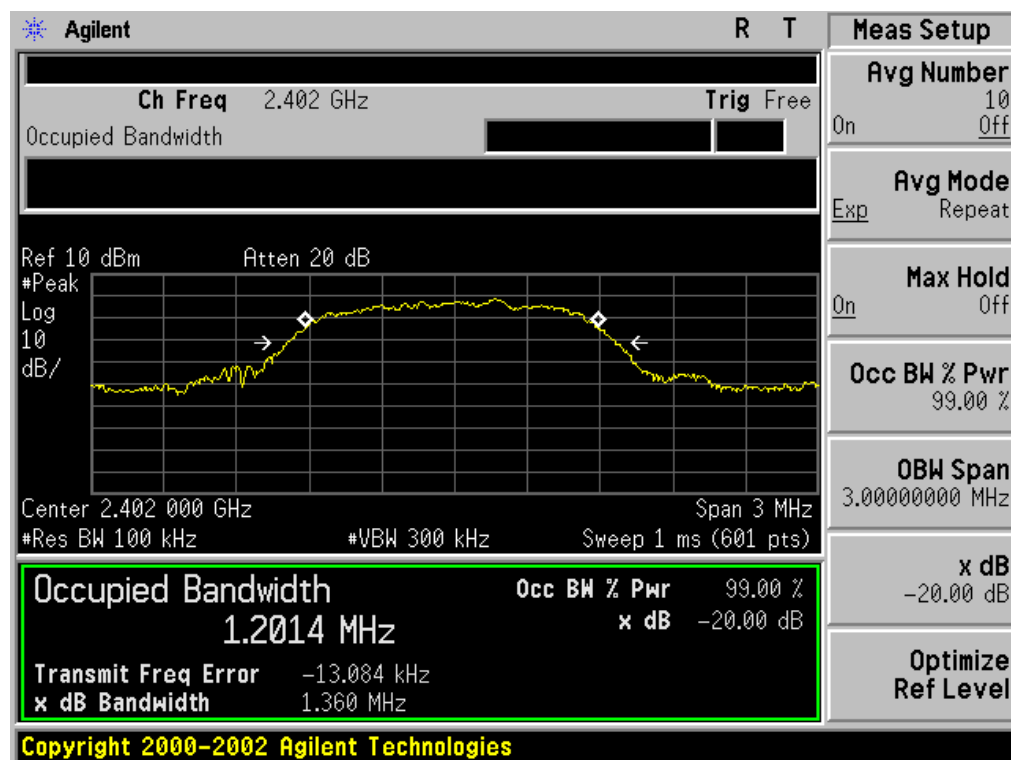 Agilent R T
Ch Freq 2.402 GHz Trig Free
Occupied Bandwidth
Ref 10 dBm Atten 20 dB
#Peak
Log
10
dB/
Center 2.402 000 GHz Span 3 MHz
#Res BW 100 kHz #VBW 300 kHz Sweep 1 ms (601 pts)
Occupied Bandwidth Occ BW % Pwr 99.00 %
1.2014 MHz x dB -20.00 dB
Transmit Freq Error -13.084 kHz
x dB Bandwidth 1.360 MHz
Copyright 2000-2002 Agilent Technologies
Meas Setup
Avg Number
10
On Off
Avg Mode
Exp Repeat
Max Hold
On Off
Occ BW % Pwr
99.00 %
OBW Span
3.00000000 MHz
x dB
-20.00 dB
Optimize
Ref Level